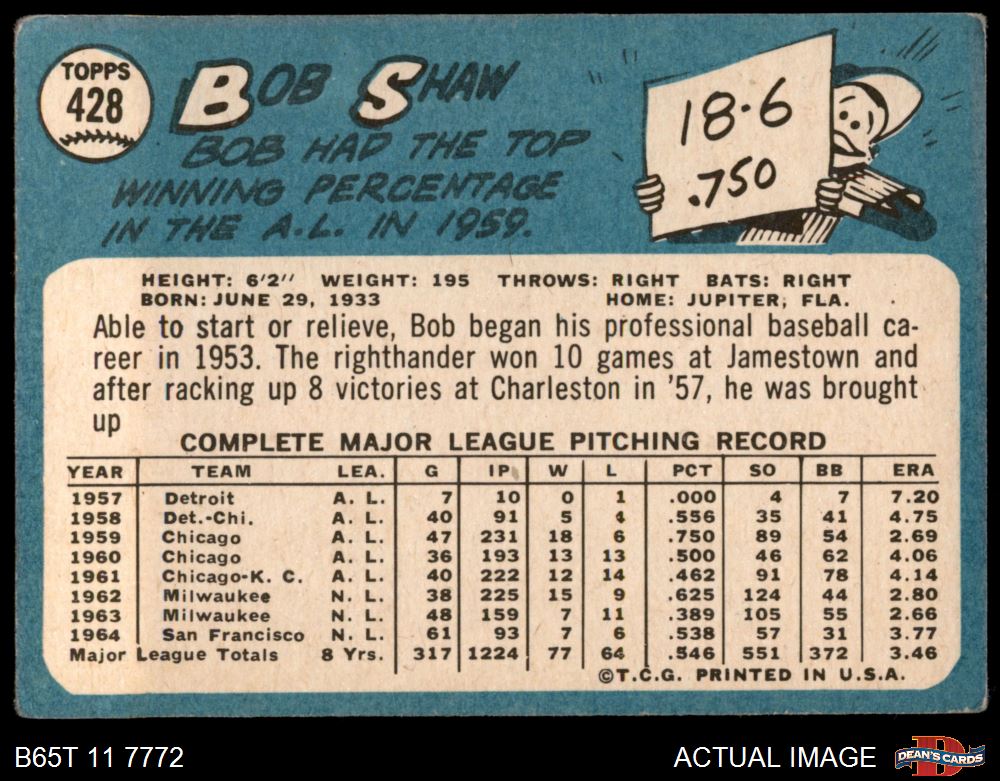 TOPPS
428
BOB SHAW
BOB HAD THE TOP
WINNING PERCENTAGE
IN THE A.L. IN 1959.
18-6
.750
HEIGHT: 6'2" WEIGHT: 195 THROWS: RIGHT BATS: RIGHT
BORN: JUNE 29, 1933 HOME: JUPITER, FLA.
Able to start or relieve, Bob began his professional baseball ca-
reer in 1953. The righthander won 10 games at Jamestown and
after racking up 8 victories at Charleston in '57, he was brought
up
COMPLETE MAJOR LEAGUE PITCHING RECORD
YEAR TEAM LEA. G IP W L PCT SO BB ERA
1957 Detroit A. L. 7 10 0 1 .000 4 7 7.20
1958 Det.-Chi. A. L. 40 91 5 4 .556 35 41 4.75
1959 Chicago A. L. 47 231 18 6 .750 89 54 2.69
1960 Chicago A. L. 36 193 13 13 .500 46 62 4.06
1961 Chicago-K. C. A. L. 40 222 12 14 .462 91 78 4.14
1962 Milwaukee N. L. 38 225 15 9 .625 124 44 2.80
1963 Milwaukee N. L. 48 159 7 11 .389 105 55 2.66
1964 San Francisco N. L. 61 93 7 6 .538 57 31 3.77
Major League Totals 8 Yrs. 317 1224 77 64 .546 551 372 3.46
©T.C.G. PRINTED IN U.S.A.
B65T 11 7772 ACTUAL IMAGE DEAN'S CARDS